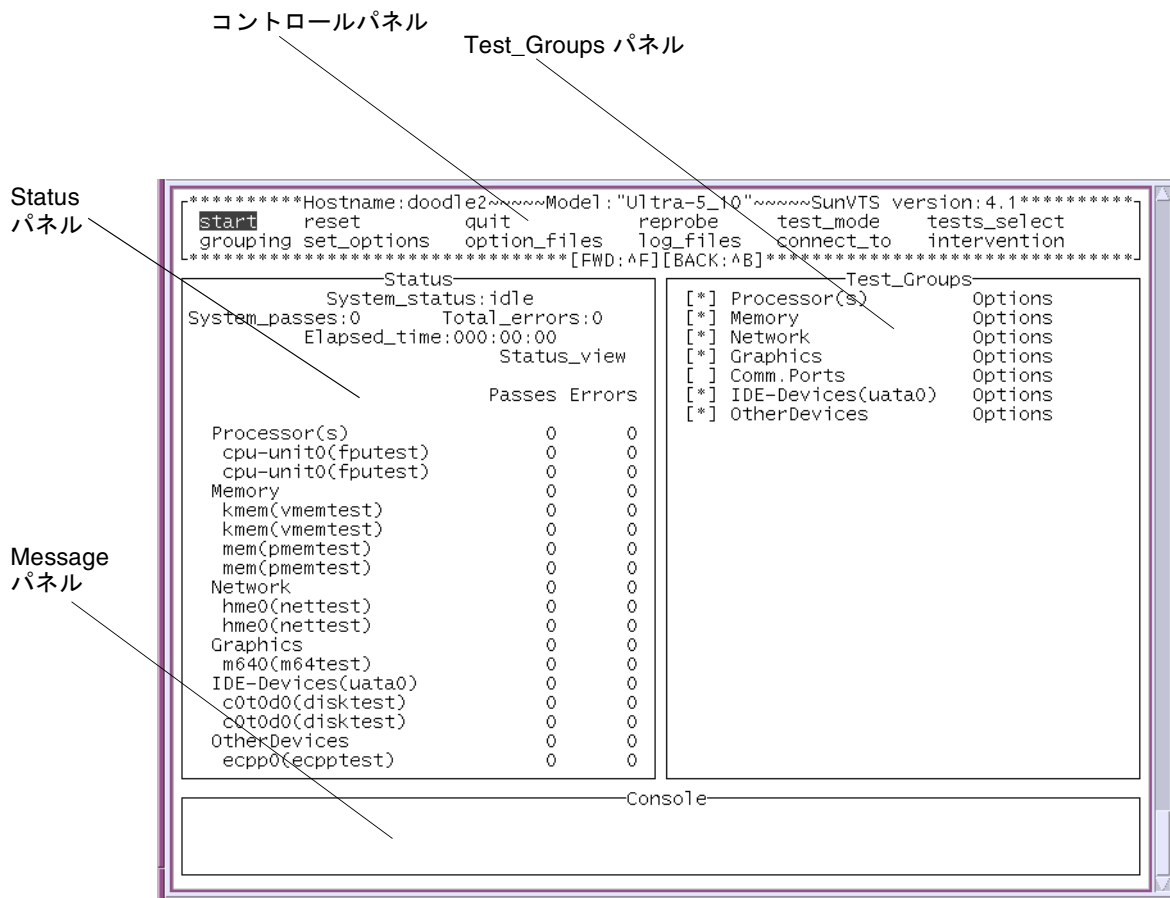 コントロールパネル
Test_Groups パネル
Status
パネル
Message
パネル
**********Hostname:doodle2~~~~~Model:"Ultra-5_10"~~~~~SunVTS version:4.1**********
start reset quit reprobe test_mode tests_select
grouping set_options option_files log_files connect_to intervention
**********************************[FWD:^F][BACK:^B]**********************************
Status
System_status:idle
System_passes:0 Total_errors:0
Elapsed_time:000:00:00
Status_view
Passes Errors
Processor(s) 0 0
cpu-unit0(fputest) 0 0
cpu-unit0(fputest) 0 0
Memory 0 0
kmem(vmemtest) 0 0
kmem(vmemtest) 0 0
mem(pmemtest) 0 0
mem(pmemtest) 0 0
Network 0 0
hme0(nettest) 0 0
hme0(nettest) 0 0
Graphics 0 0
m640(m64test) 0 0
IDE-Devices(uata0) 0 0
c0t0d0(disktest) 0 0
c0t0d0(disktest) 0 0
OtherDevices 0 0
ecpp0(ecpptest) 0 0
Test_Groups
[*] Processor(s) Options
[*] Memory Options
[*] Network Options
[*] Graphics Options
[ ] Comm.Ports Options
[*] IDE-Devices(uata0) Options
[*] OtherDevices Options
Console